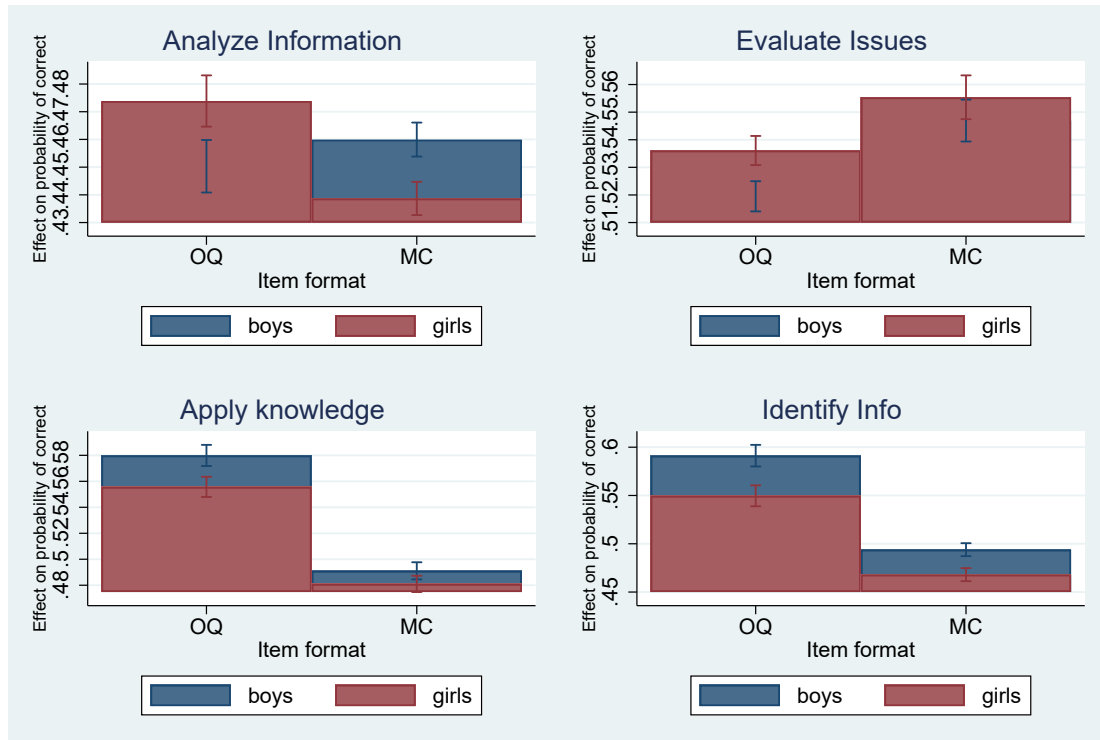 Analyze Information
Effect on probability of correct
.43 .44 .45 .46 .47 .48
OQ MC
Item format
boys girls
Evaluate Issues
Effect on probability of correct
.51 .52 .53 .54 .55 .56
OQ MC
Item format
boys girls
Apply knowledge
Effect on probability of correct
.48 .5 .52 .54 .56 .58
OQ MC
Item format
boys girls
Identify Info
Effect on probability of correct
.45 .5 .55 .6
OQ MC
Item format
boys girls